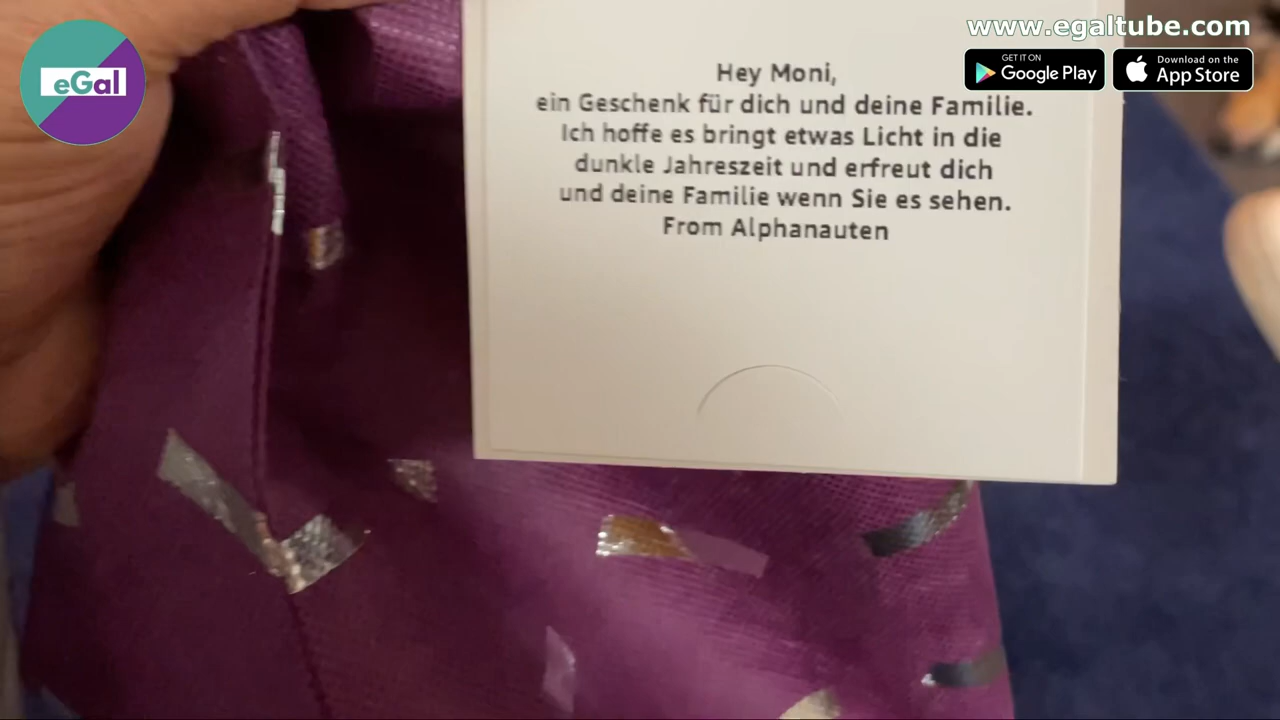 eGal
www.egaltube.com
GET IT ON
Google Play
Download on the
App Store
Hey Moni,
ein Geschenk für dich und deine Familie.
Ich hoffe es bringt etwas Licht in die
dunkle Jahreszeit und erfreut dich
und deine Familie wenn Sie es sehen.
From Alphanauten